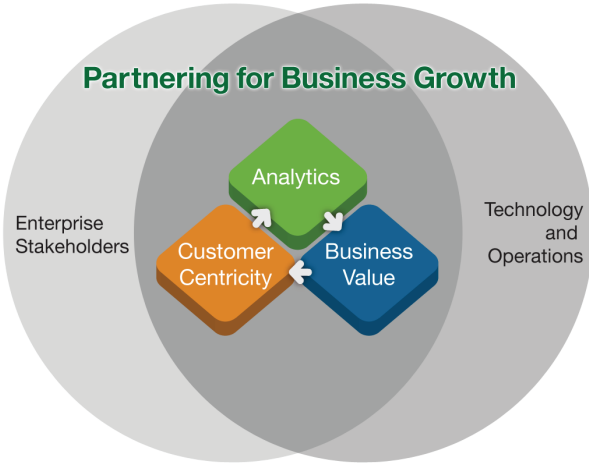 Partnering for Business Growth
Analytics
Enterprise
Stakeholders
Customer
Centricity
Business
Value
Technology
and
Operations